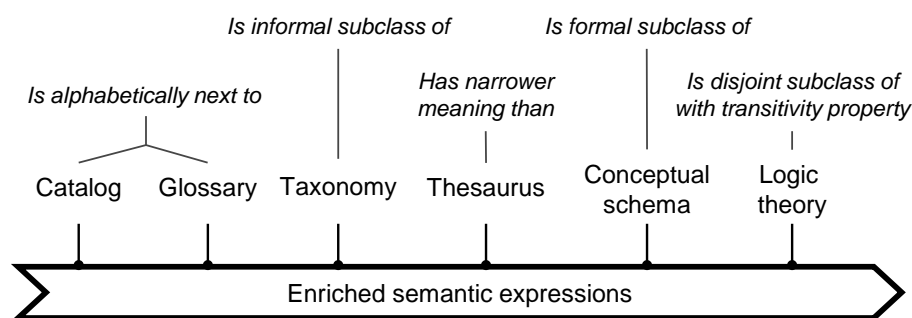 Is informal subclass of
Is formal subclass of
Has narrower
meaning than
Is disjoint subclass of
with transitivity property
Is alphabetically next to
Catalog
Glossary
Taxonomy
Thesaurus
Conceptual
schema
Logic
theory
Enriched semantic expressions